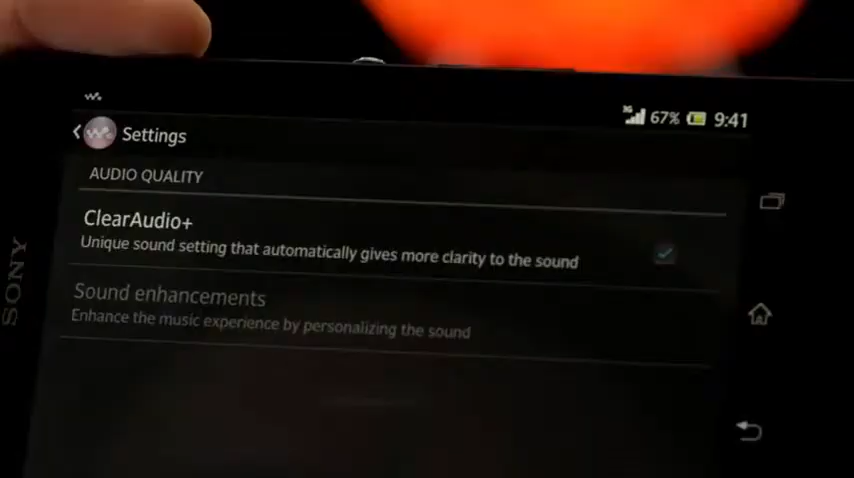 3G 67% 9:41
Settings
AUDIO QUALITY
ClearAudio+
Unique sound setting that automatically gives more clarity to the sound
Sound enhancements
Enhance the music experience by personalizing the sound
SONY